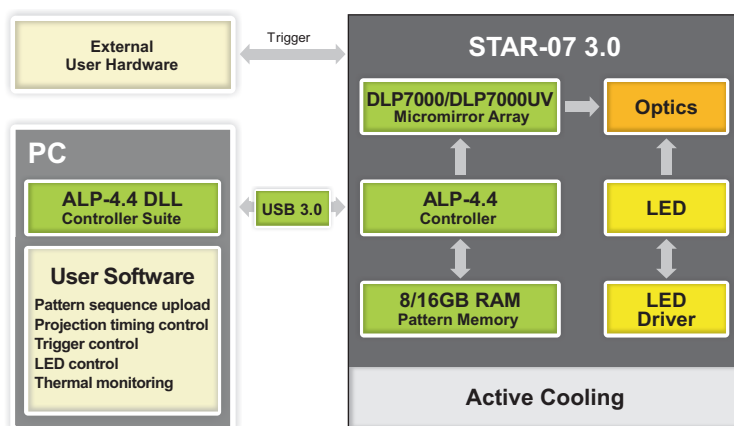 External
User Hardware
Trigger
PC
ALP-4.4 DLL
Controller Suite
User Software
Pattern sequence upload
Projection timing control
Trigger control
LED control
Thermal monitoring
USB 3.0
STAR-07 3.0
DLP7000/DLP7000UV
Micromirror Array
Optics
ALP-4.4
Controller
LED
8/16GB RAM
Pattern Memory
LED
Driver
Active Cooling